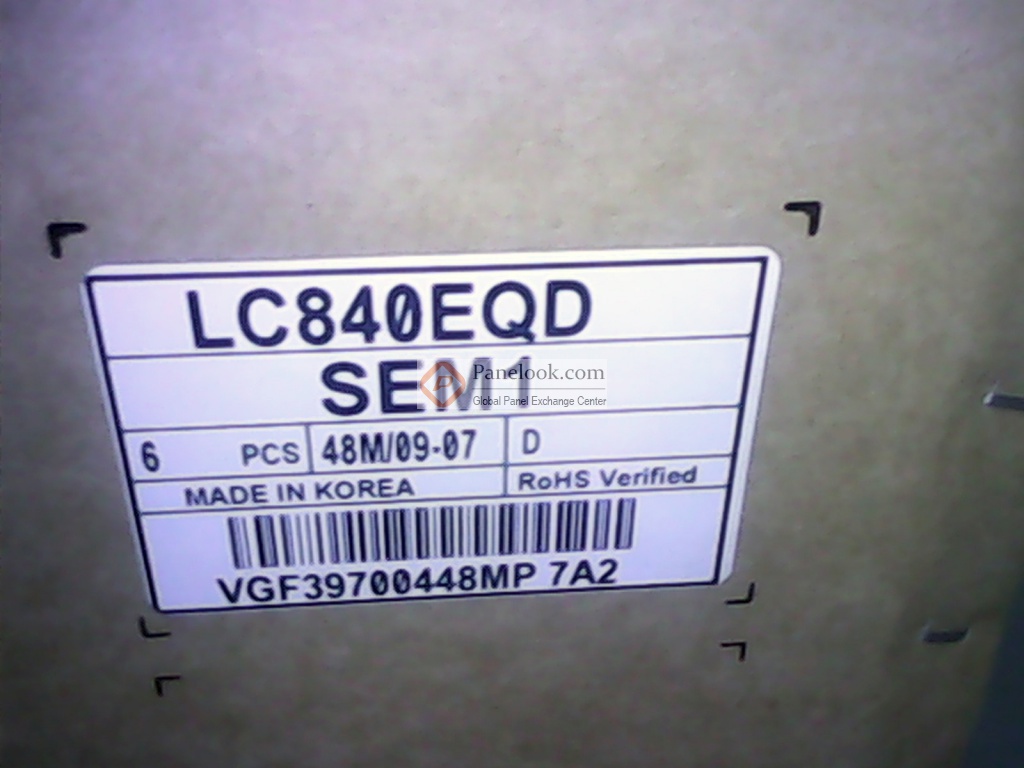 LC840EQD
SEM1
Panelook.com
Global Panel Exchange Center
6 PCS 48M/09-07 D
MADE IN KOREA RoHS Verified
VGF39700448MP 7A2